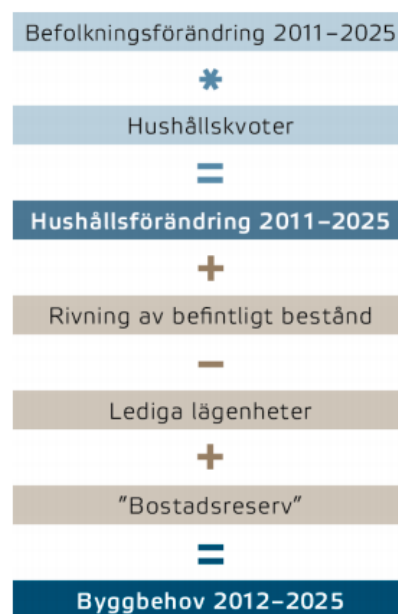 Befolkningsförändring 2011–2025
*
Hushållskvoter
=
Hushållsförändring 2011–2025
+
Rivning av befintligt bestånd
–
Lediga lägenheter
+
”Bostadsreserv”
=
Byggbehov 2012–2025